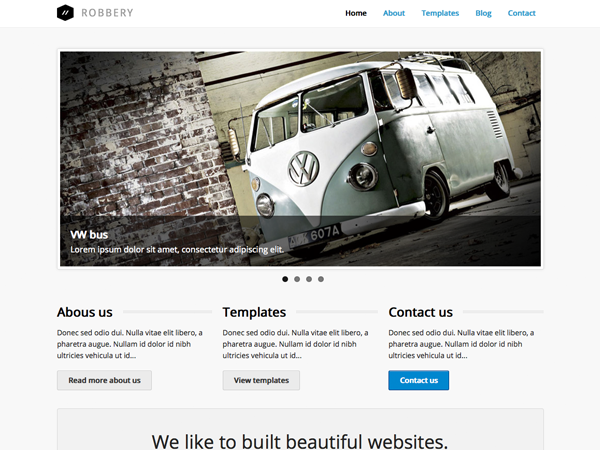 ROBBERY
Home About Templates Blog Contact
VW bus
Lorem ipsum dolor sit amet, consectetur adipiscing elit.
Abous us
Donec sed odio dui. Nulla vitae elit libero, a
pharetra augue. Nullam id dolor id nibh
ultricies vehicula ut id...
Read more about us
Templates
Donec sed odio dui. Nulla vitae elit libero, a
pharetra augue. Nullam id dolor id nibh
ultricies vehicula ut id...
View templates
Contact us
Donec sed odio dui. Nulla vitae elit libero, a
pharetra augue. Nullam id dolor id nibh
ultricies vehicula ut id...
Contact us
We like to built beautiful websites.